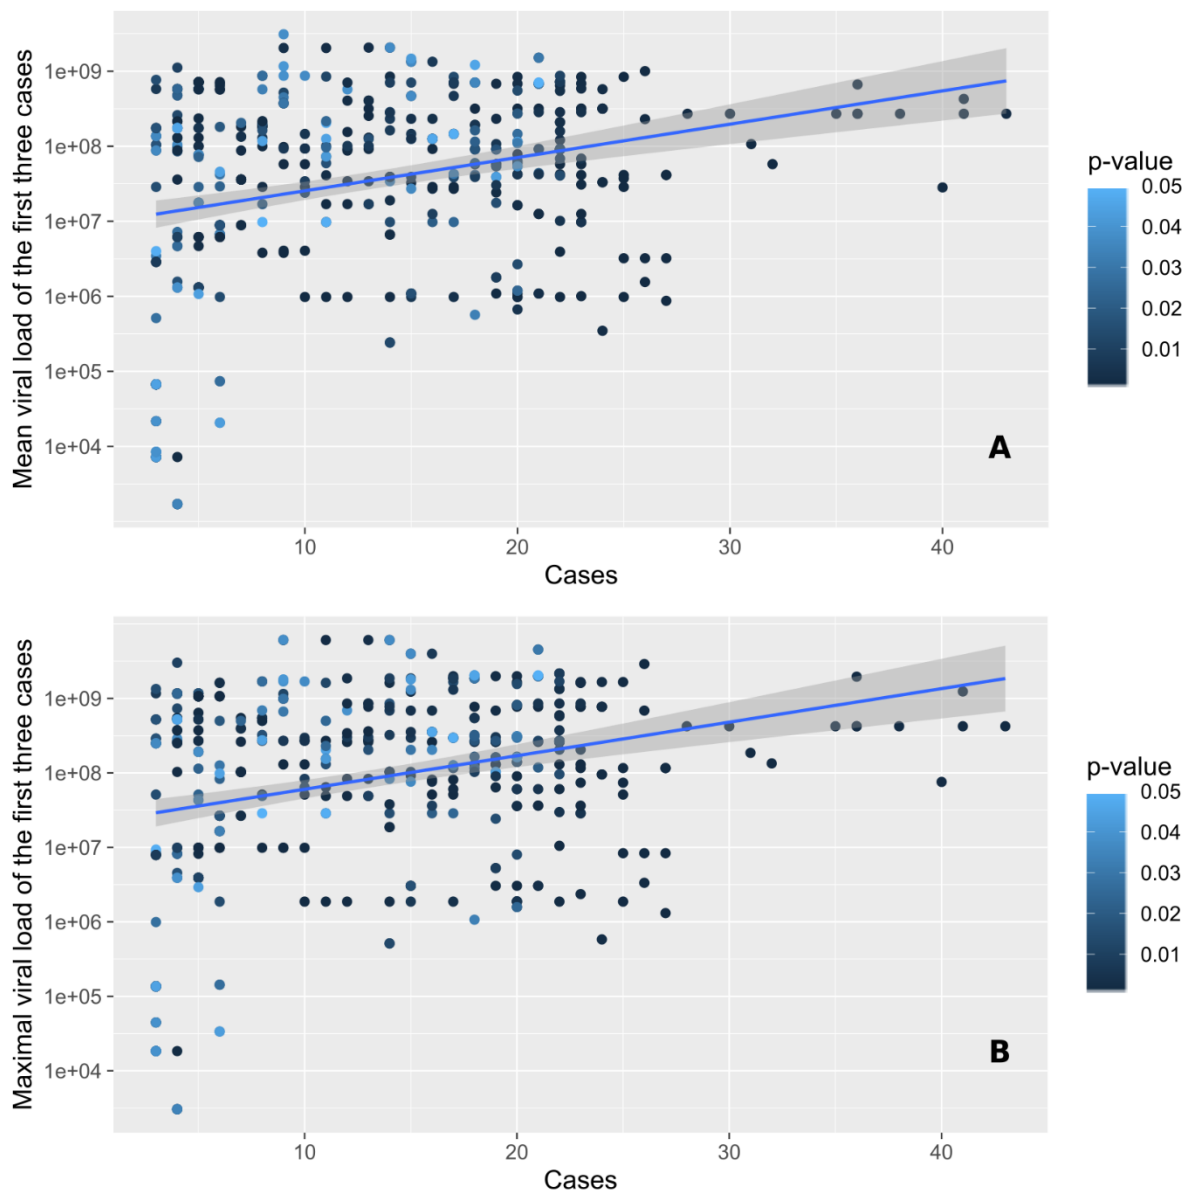 Mean viral load of the first three cases
1e+09
1e+08
1e+07
1e+06
1e+05
1e+04
10
20
30
40
Cases
A
p-value
0.05
0.04
0.03
0.02
0.01
Maximal viral load of the first three cases
1e+09
1e+08
1e+07
1e+06
1e+05
1e+04
10
20
30
40
Cases
B
p-value
0.05
0.04
0.03
0.02
0.01